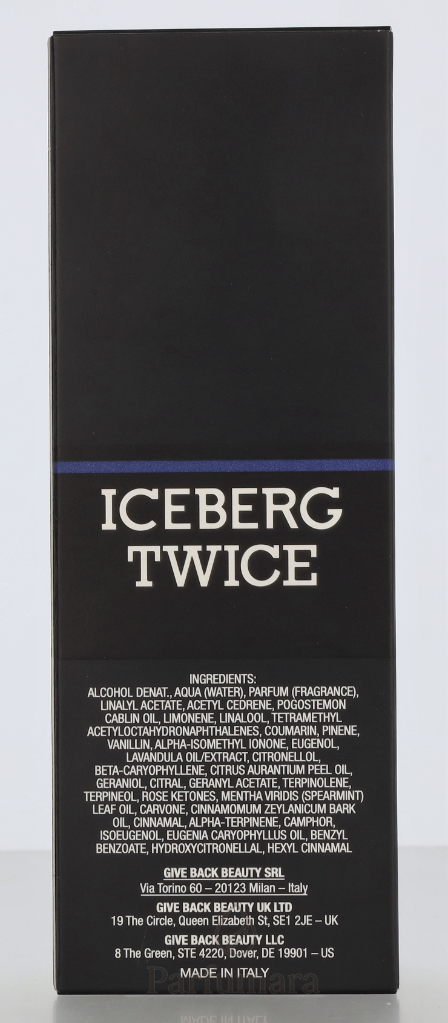 ICEBERG
TWICE
INGREDIENTS:
ALCOHOL DENAT., AQUA (WATER), PARFUM (FRAGRANCE),
LINALYL ACETATE, ACETYL CEDRENE, POGOSTEMON
CABLIN OIL, LIMONENE, LINALOOL, TETRAMETHYL
ACETYLOCTAHYDRONAPHTHALENES, COUMARIN, PINENE,
VANILLIN, ALPHA-ISOMETHYL IONONE, EUGENOL,
LAVANDULA OIL/EXTRACT, CITRONELLOL,
BETA-CARYOPHYLLENE, CITRUS AURANTIUM PEEL OIL,
GERANIOL, CITRAL, GERANYL ACETATE, TERPINOLENE,
TERPINEOL, ROSE KETONES, MENTHA VIRIDIS (SPEARMINT)
LEAF OIL, CARVONE, CINNAMOMUM ZEYLANICUM BARK
OIL, CINNAMAL, ALPHA-TERPINENE, CAMPHOR,
ISOEUGENOL, EUGENIA CARYOPHYLLUS OIL, BENZYL
BENZOATE, HYDROXYCITRONELLAL, HEXYL CINNAMAL
GIVE BACK BEAUTY SRL
Via Torino 60 – 20123 Milan – Italy
GIVE BACK BEAUTY UK LTD
19 The Circle, Queen Elizabeth St, SE1 2JE – UK
GIVE BACK BEAUTY LLC
8 The Green, STE 4220, Dover, DE 19901 – US
Parfumara
MADE IN ITALY